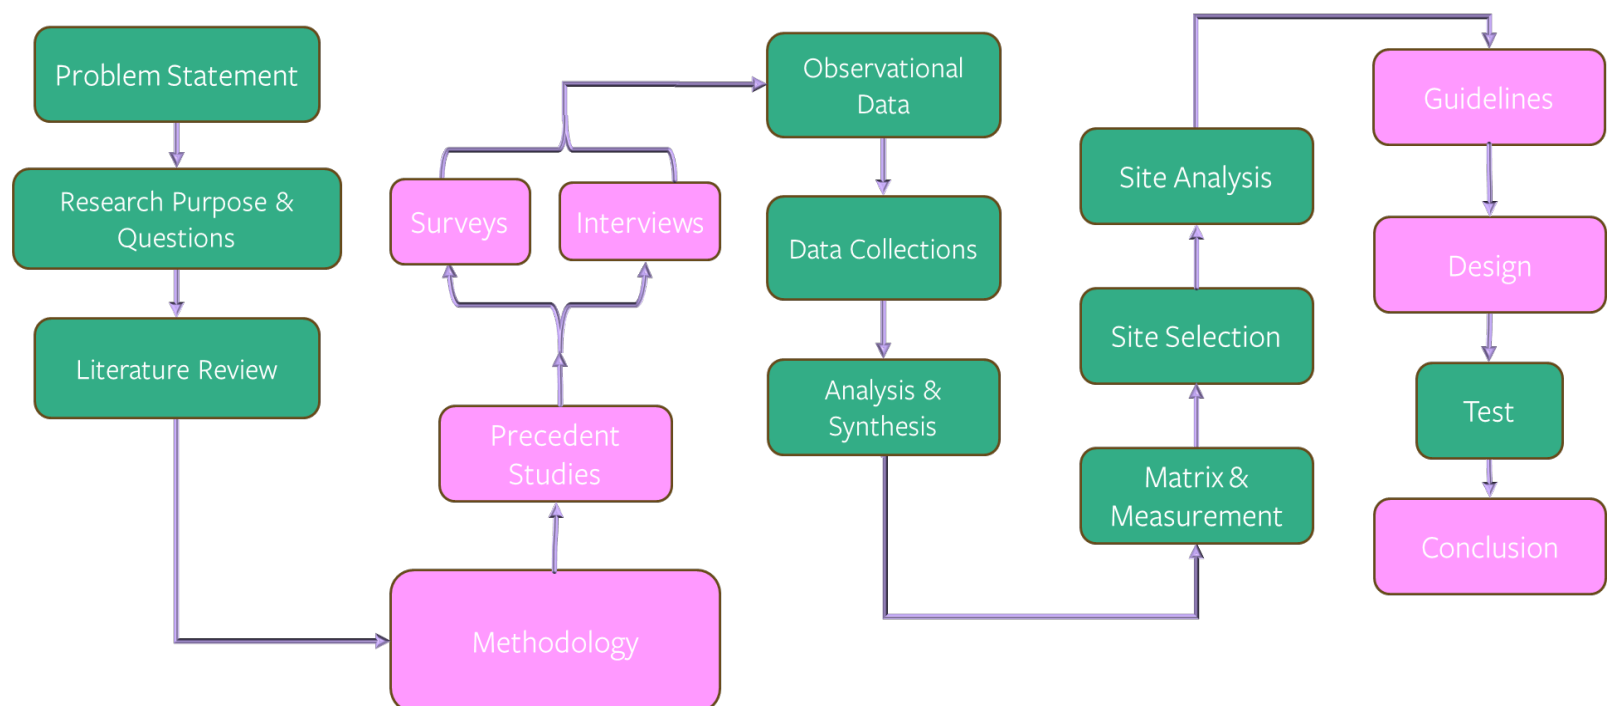 Problem Statement
Research Purpose &
Questions
Literature Review
Methodology
Precedent
Studies
Surveys
Interviews
Observational
Data
Data Collections
Analysis &
Synthesis
Matrix &
Measurement
Site Selection
Site Analysis
Guidelines
Design
Test
Conclusion